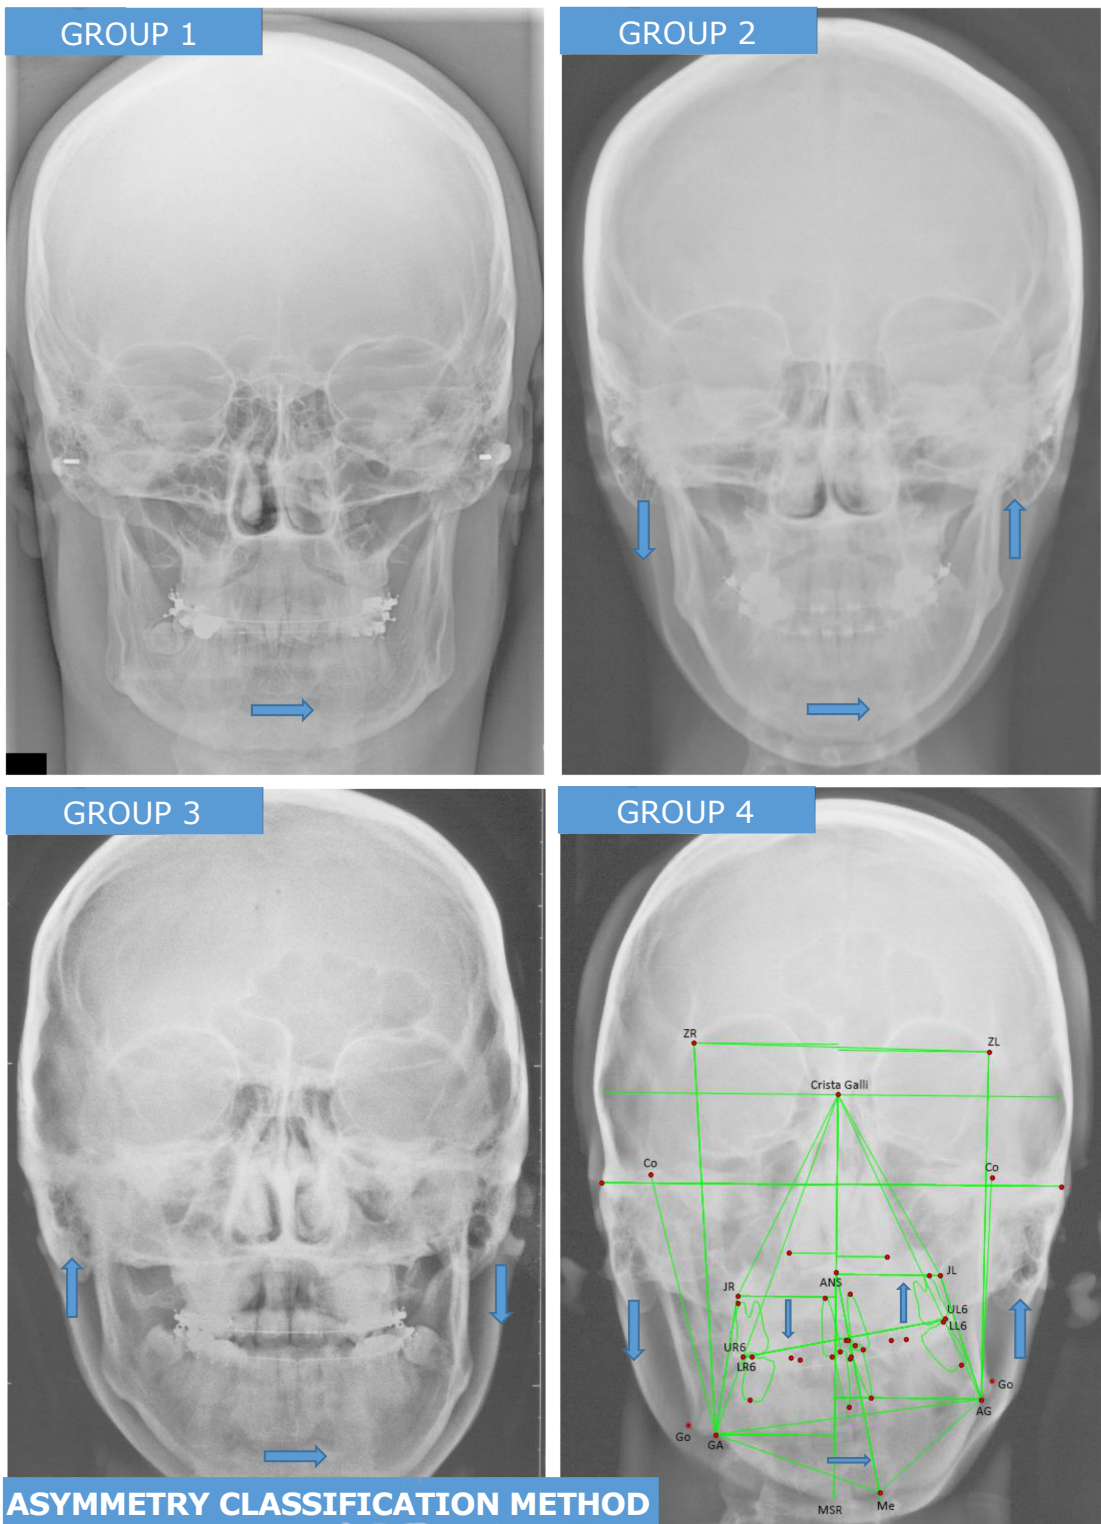 GROUP 1
GROUP 2
GROUP 3
GROUP 4
ZR
ZL
Crista Galli
Co
Co
JR
ANS
JL
UL6
LL6
UR6
LR6
Go
AG
Go
GA
MSR
Me
ASYMMETRY CLASSIFICATION METHOD